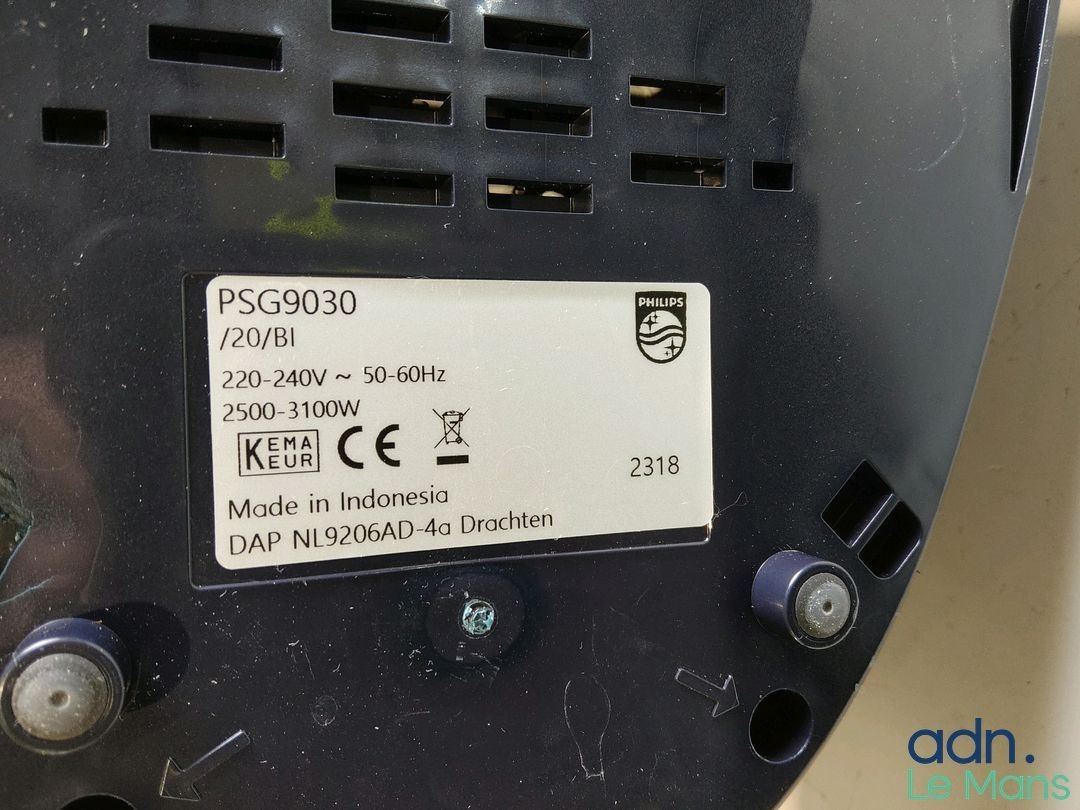 PSG9030
/20/BI
PHILIPS
220-240V ~ 50-60Hz
2500-3100W
KEMA
EUR
CE
2318
Made in Indonesia
DAP NL9206AD-4a Drachten
adn.
Le Mans